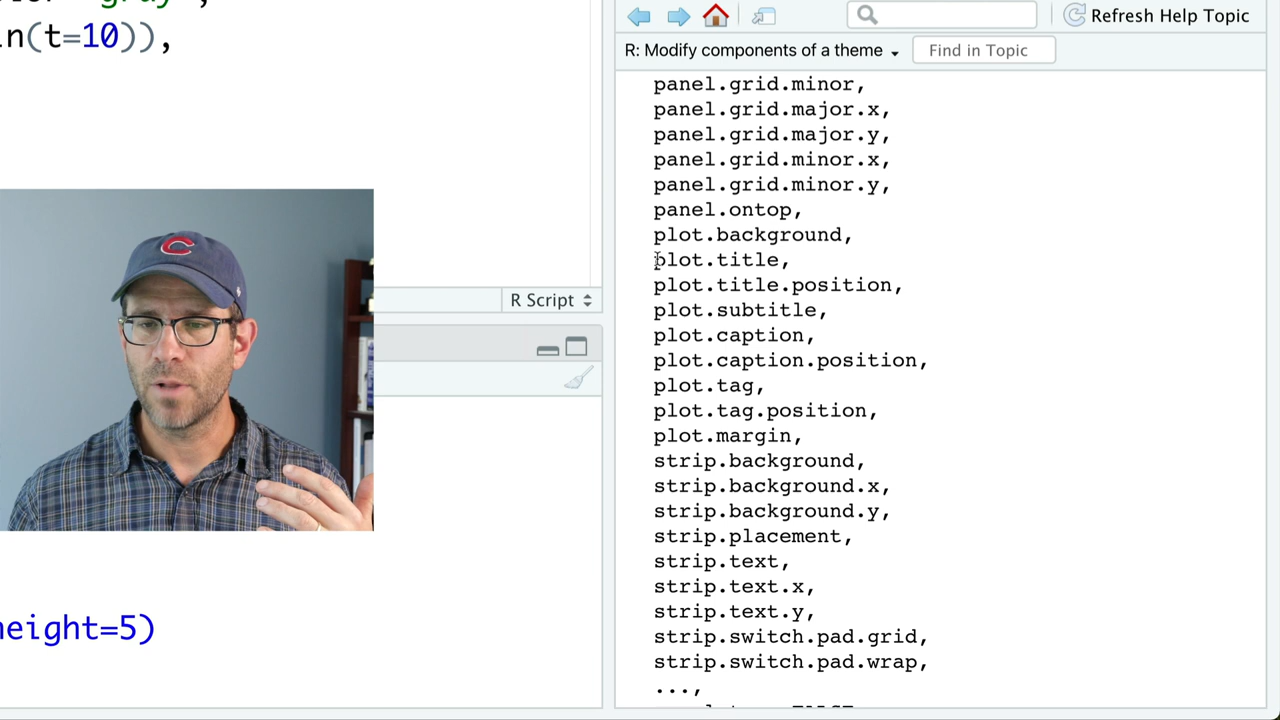 n(t=10)),
Refresh Help Topic
R: Modify components of a theme
Find in Topic
panel.grid.minor,
panel.grid.major.x,
panel.grid.major.y,
panel.grid.minor.x,
panel.grid.minor.y,
panel.ontop,
plot.background,
plot.title,
plot.title.position,
plot.subtitle,
plot.caption,
plot.caption.position,
plot.tag,
plot.tag.position,
plot.margin,
strip.background,
strip.background.x,
strip.background.y,
strip.placement,
strip.text,
strip.text.x,
strip.text.y,
strip.switch.pad.grid,
strip.switch.pad.wrap,
...,
C
R Script
height=5)